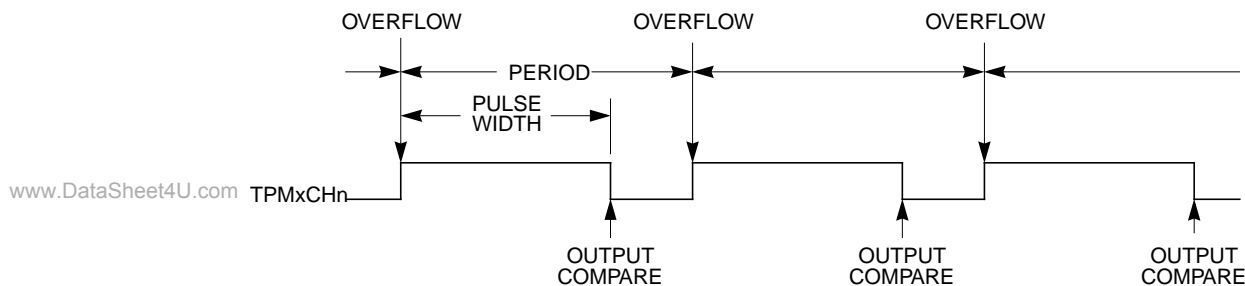 OVERFLOW OVERFLOW OVERFLOW
PERIOD
PULSE
WIDTH
www.DataSheet4U.com TPMxCHn
OUTPUT
COMPARE
OUTPUT
COMPARE
OUTPUT
COMPARE